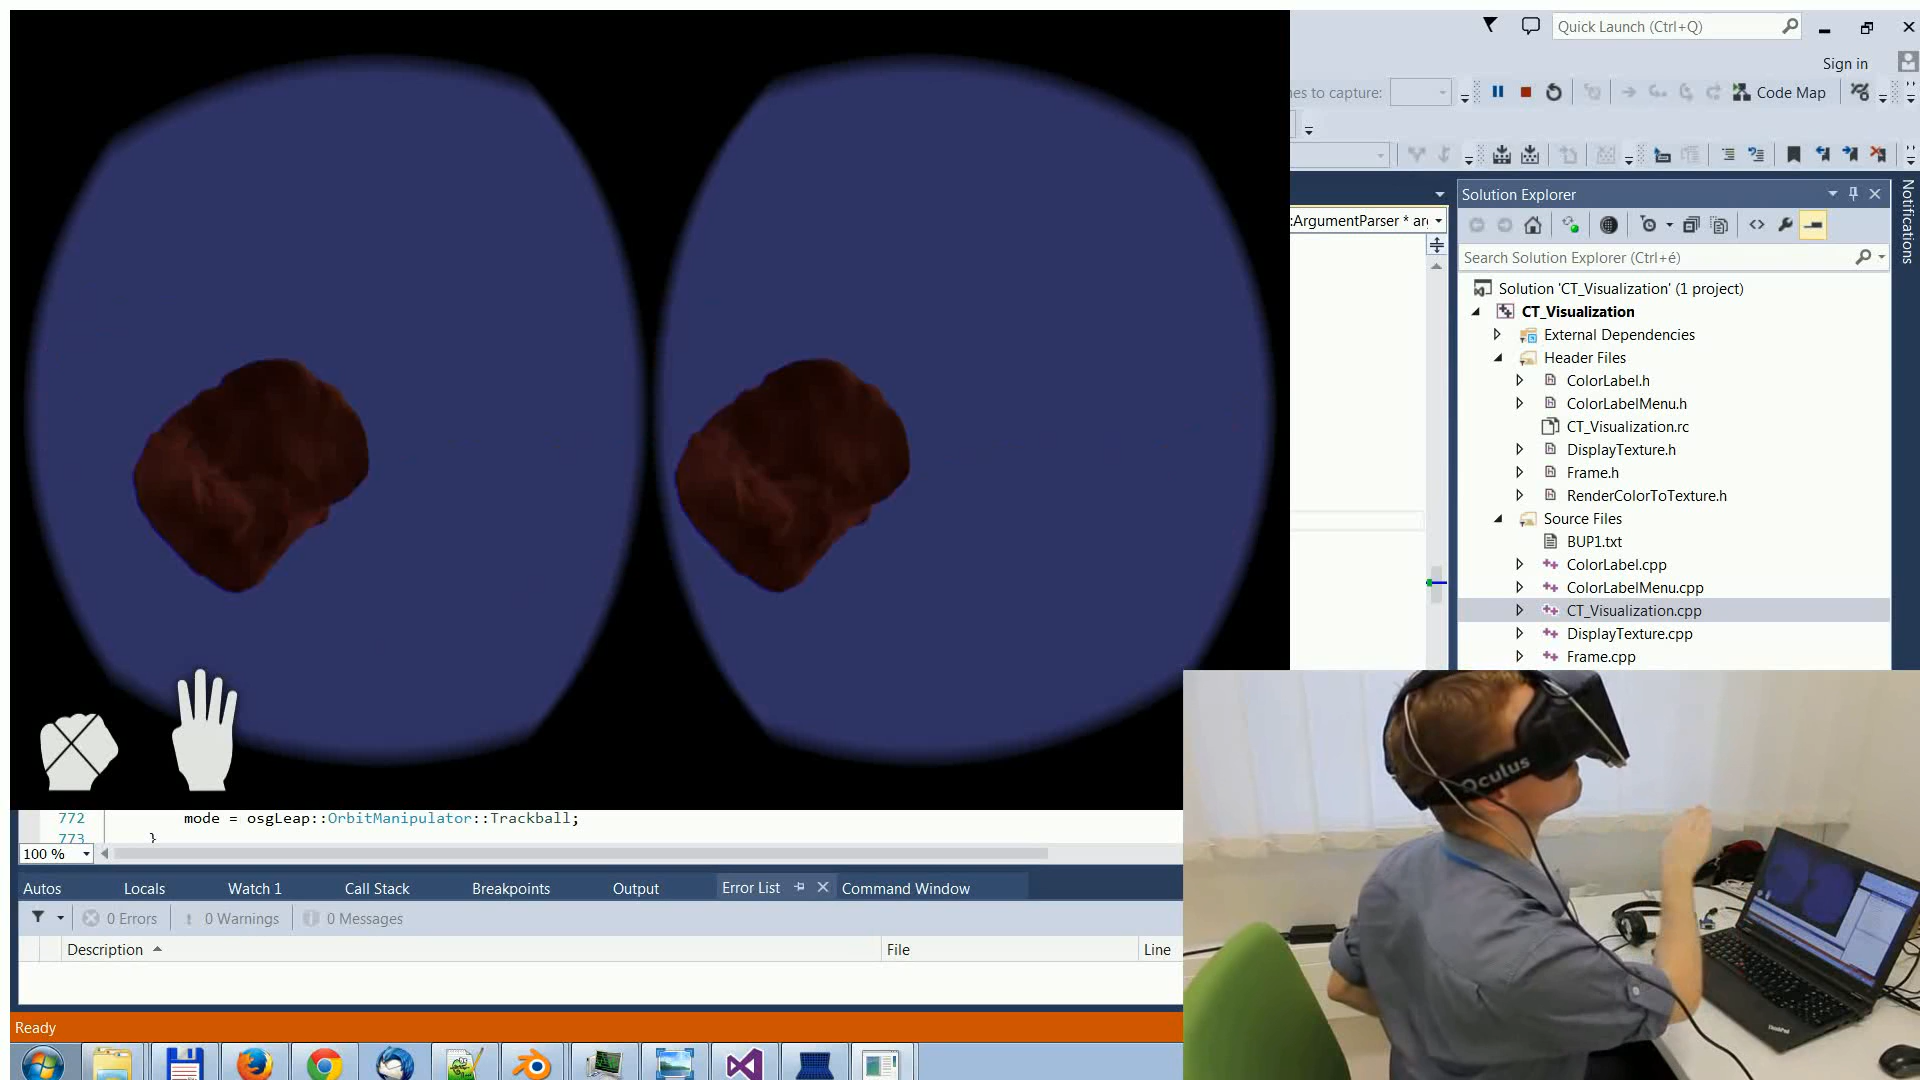 Quick Launch (Ctrl+Q)
Sign in
nes to capture:
Code Map
Notifications
Solution Explorer
:ArgumentParser * ar
Search Solution Explorer (Ctrl+é)
Solution 'CT_Visualization' (1 project)
CT_Visualization
External Dependencies
Header Files
ColorLabel.h
ColorLabelMenu.h
CT_Visualization.rc
DisplayTexture.h
Frame.h
RenderColorToTexture.h
Source Files
BUP1.txt
ColorLabel.cpp
ColorLabelMenu.cpp
CT_Visualization.cpp
DisplayTexture.cpp
Frame.cpp
772 mode = osgLeap::OrbitManipulator::Trackball;
773 }
100 %
Autos Locals Watch 1 Call Stack Breakpoints Output Error List Command Window
0 Errors 0 Warnings 0 Messages
Description File Line
Ready
Oculus
ThinkPad